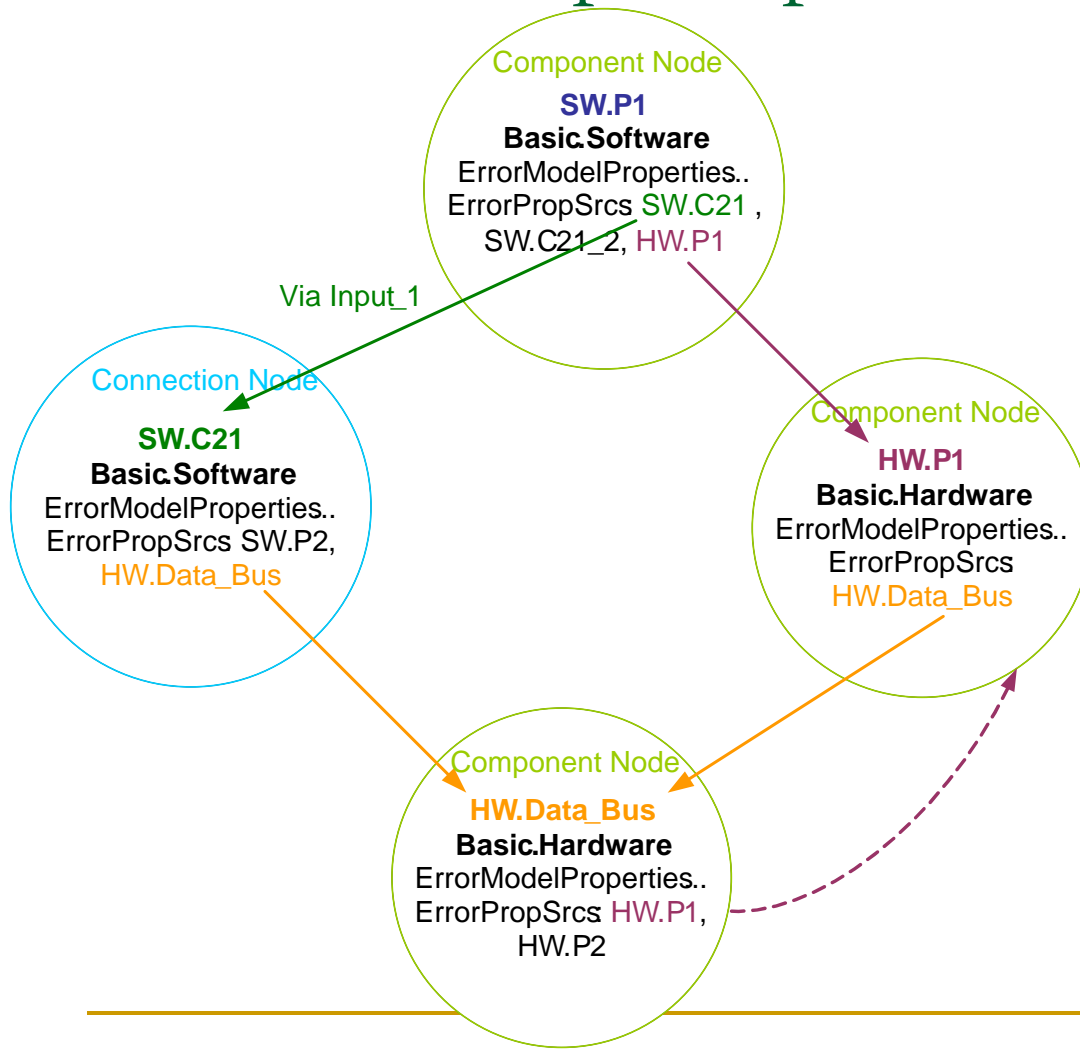 Component Node
SW.P1
Basic.Software
ErrorModelProperties..
ErrorPropSrcs: SW.C21 ,
SW.C21_2, HW.P1
Via Input_1
Connection Node
SW.C21
Basic.Software
ErrorModelProperties..
ErrorPropSrcs: SW.P2,
HW.Data_Bus
Component Node
HW.P1
Basic.Hardware
ErrorModelProperties..
ErrorPropSrcs:
HW.Data_Bus
Component Node
HW.Data_Bus
Basic.Hardware
ErrorModelProperties..
ErrorPropSrcs: HW.P1,
HW.P2